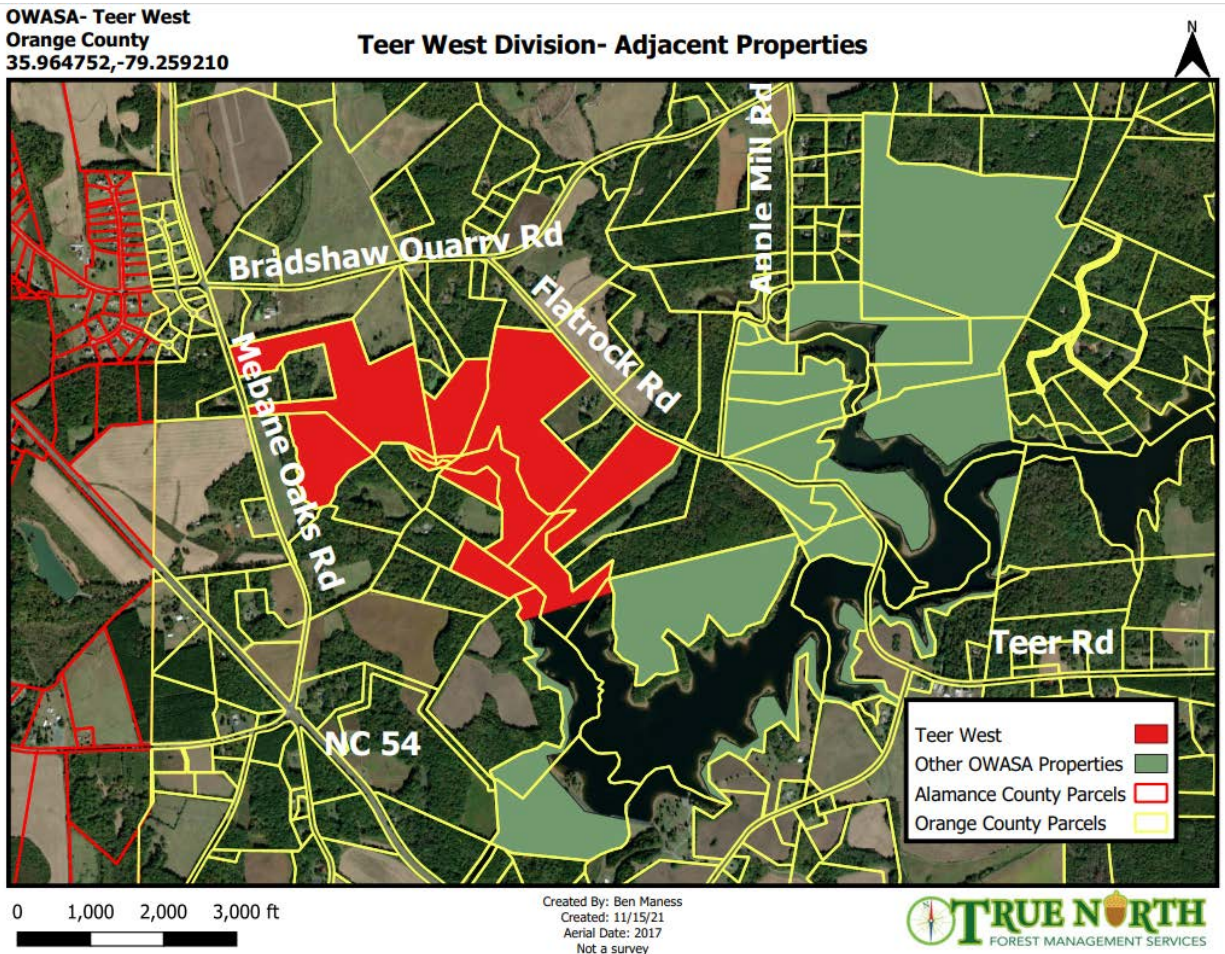 OWASA- Teer West
Orange County
35.964752,-79.259210
Teer West Division- Adjacent Properties
N
Apple Mill Rd
Bradshaw Quarry Rd
Flatrock Rd
Mebane Oaks Rd
Teer Rd
NC 54
Teer West
Other OWASA Properties
Alamance County Parcels
Orange County Parcels
0 1,000 2,000 3,000 ft
Created By: Ben Maness
Created: 11/15/21
Aerial Date: 2017
Not a survey
TRUE NORTH
FOREST MANAGEMENT SERVICES